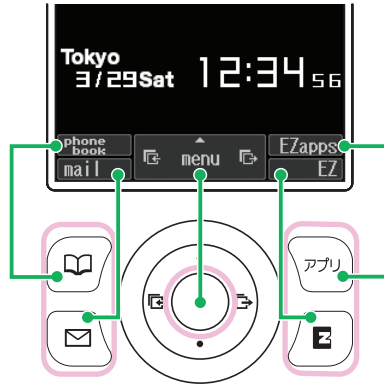 Tokyo
3/29Sat 12:34 56
phone
book
EZapps
menu
mail
EZ
アプリ